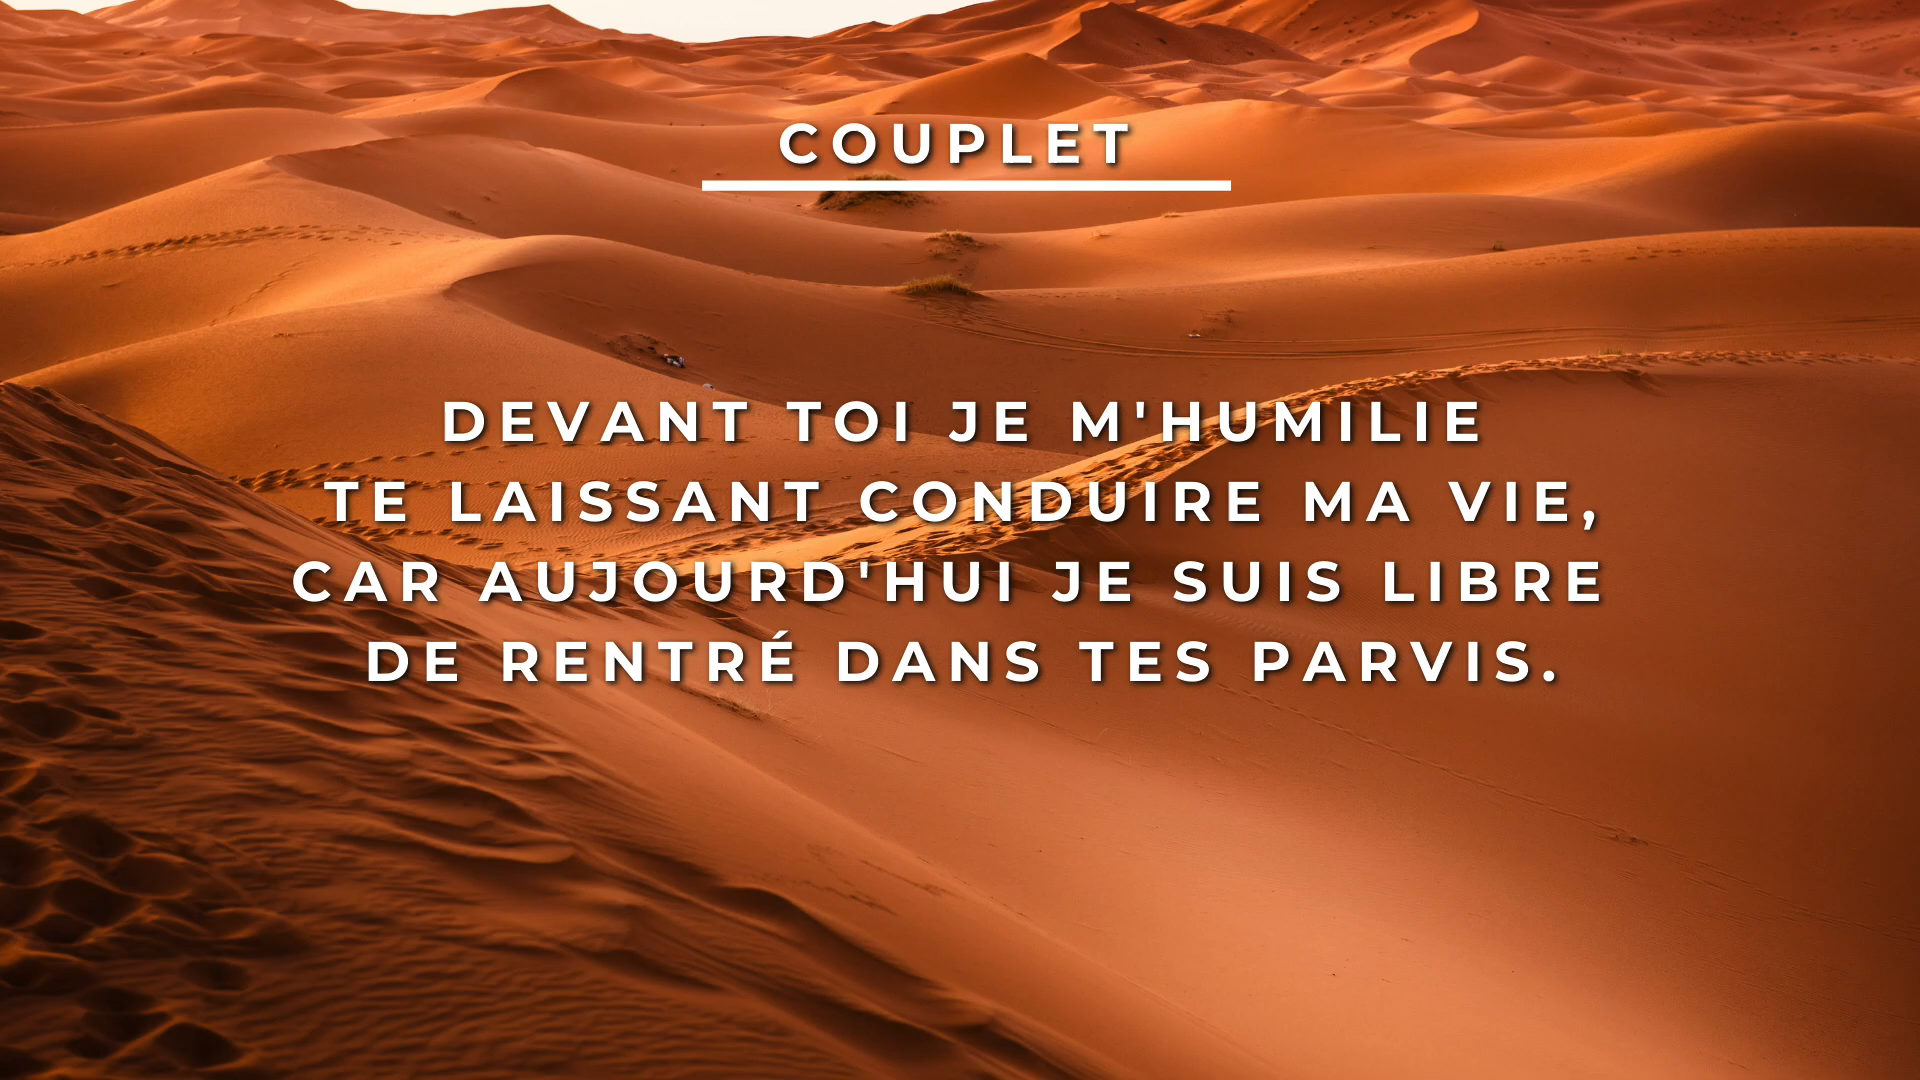 COUPLET
DEVANT TOI JE M'HUMILIE
TE LAISSANT CONDUIRE MA VIE,
CAR AUJOURD'HUI JE SUIS LIBRE
DE RENTRÉ DANS TES PARVIS.